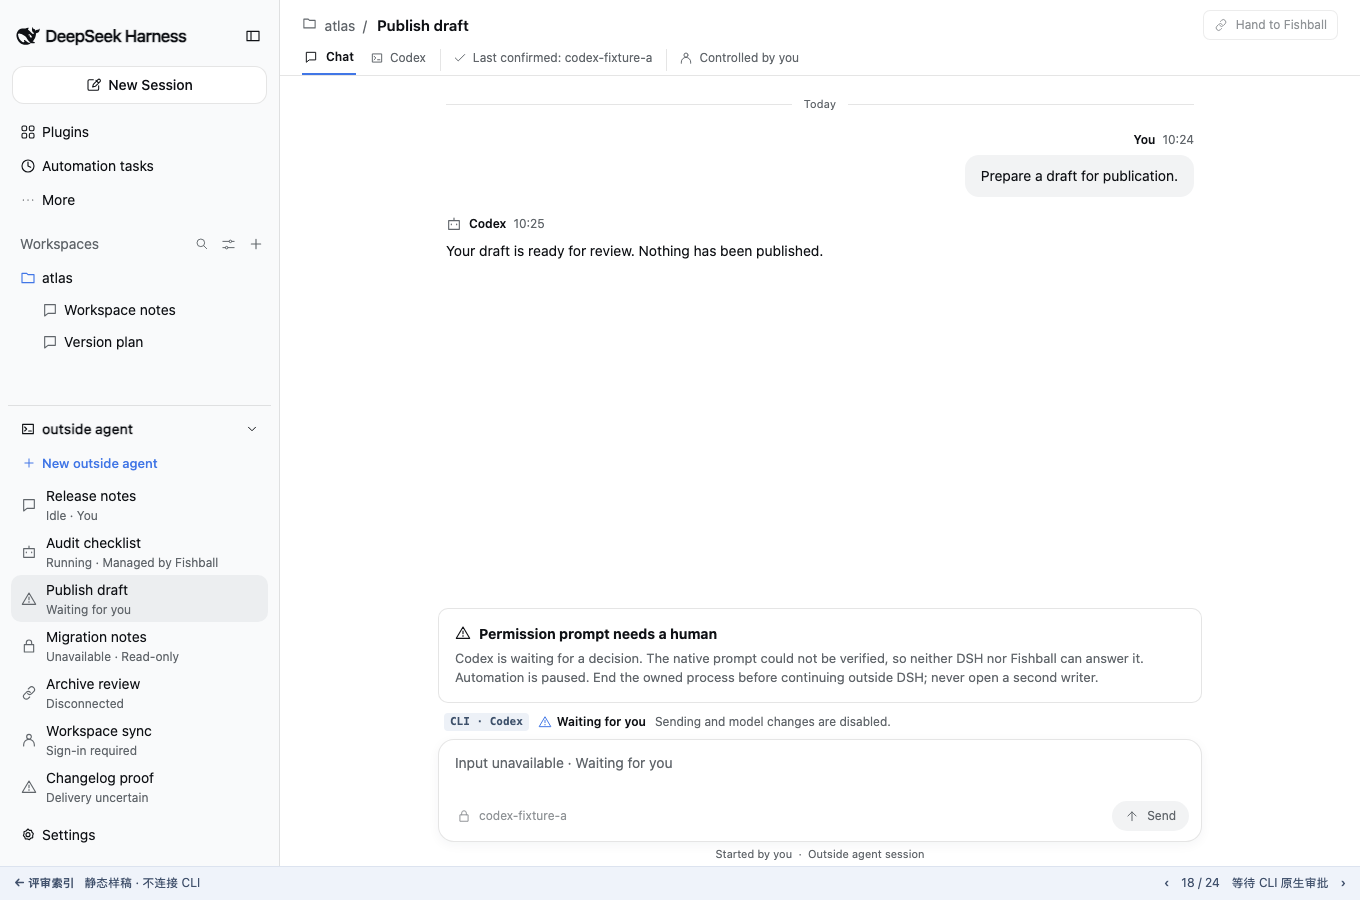 DeepSeek Harness
New Session
Plugins
Automation tasks
More
Workspaces
atlas
Workspace notes
Version plan
outside agent
New outside agent
Release notes
Idle · You
Audit checklist
Running · Managed by Fishball
Publish draft
Waiting for you
Migration notes
Unavailable · Read-only
Archive review
Disconnected
Workspace sync
Sign-in required
Changelog proof
Delivery uncertain
Settings
atlas / Publish draft
Hand to Fishball
Chat Codex Last confirmed: codex-fixture-a Controlled by you
Today
You 10:24
Prepare a draft for publication.
Codex 10:25
Your draft is ready for review. Nothing has been published.
Permission prompt needs a human
Codex is waiting for a decision. The native prompt could not be verified, so neither DSH nor Fishball can answer it.
Automation is paused. End the owned process before continuing outside DSH; never open a second writer.
CLI · Codex Waiting for you Sending and model changes are disabled.
Input unavailable · Waiting for you
codex-fixture-a
Send
Started by you · Outside agent session
← 评审索引 静态样稿 · 不连接 CLI
‹ 18 / 24 等待 CLI 原生审批 ›